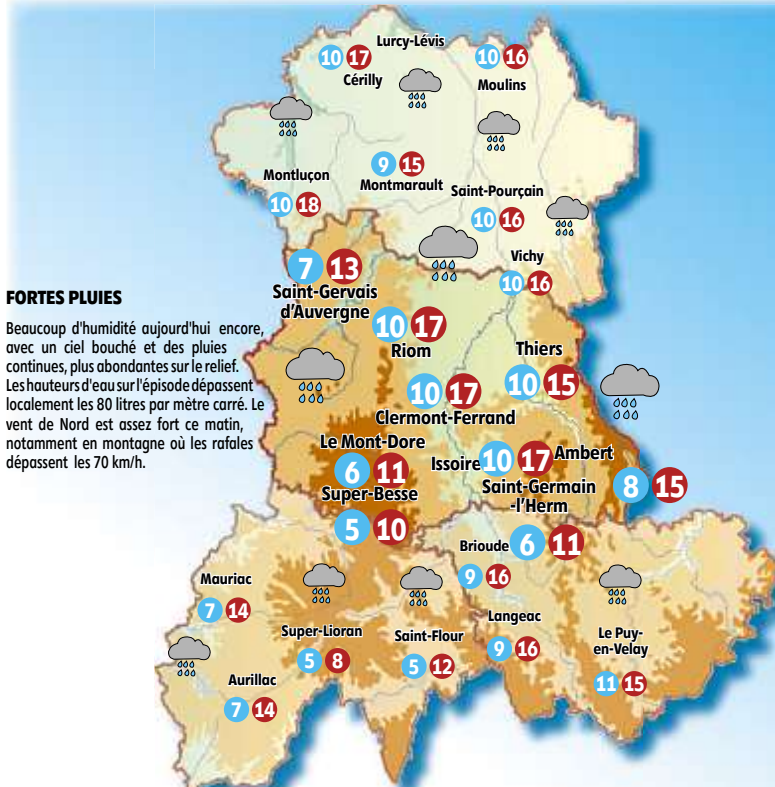 Lurcy-Lévis
10 17
Cérilly
10 16
Moulins
9 15
Montmarault
Montluçon
10 18
Saint-Pourçain
10 16
Vichy
10 16
7 13
Saint-Gervais
d'Auvergne
FORTES PLUIES
Beaucoup d'humidité aujourd'hui encore,
avec un ciel bouché et des pluies
continues, plus abondantes sur le relief.
Les hauteurs d'eau sur l'épisode dépassent
localement les 80 litres par mètre carré. Le
vent de Nord est assez fort ce matin,
notamment en montagne où les rafales
dépassent les 70 km/h.
10 17
Riom
Thiers
10 15
10 17
Clermont-Ferrand
Le Mont-Dore
6 11
Super-Besse
5 10
Issoire 10 17
Ambert
8 15
Saint-Germain
-l'Herm
6 11
Brioude
9 16
Mauriac
7 14
Super-Lioran
5 8
Saint-Flour
5 12
Langeac
9 16
Le Puy-
en-Velay
11 15
Aurillac
7 14